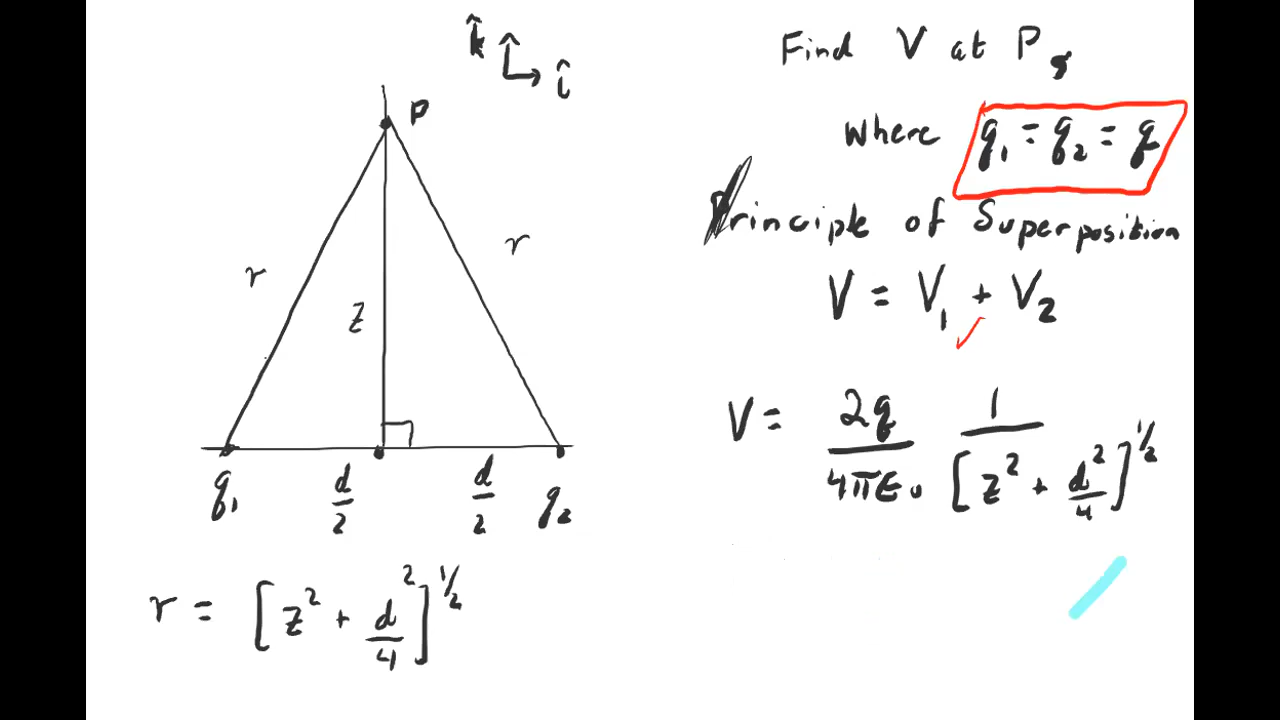 k̂
î
P
r
r
z
q₁
d/2
d/2
q₂
r = [z² + d²/4]^1/2
Find V at P,
where q₁ = q₂ = q
Principle of Superposition
V = V₁ + V₂
V = 2q/4πε₀ 1/[z² + d²/4]^1/2